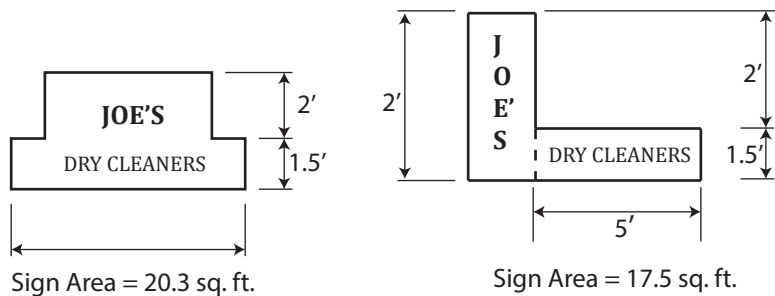 JOE'S
DRY CLEANERS
2'
1.5'
Sign Area = 20.3 sq. ft.
2'
J
O
E'
S
DRY CLEANERS
2'
1.5'
5'
Sign Area = 17.5 sq. ft.